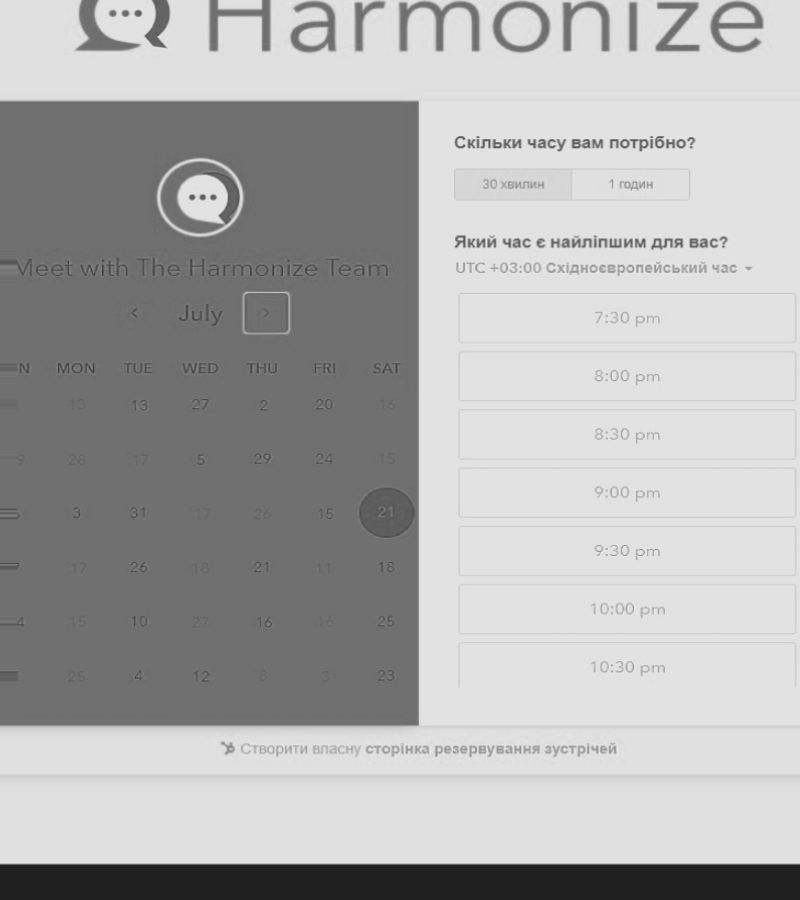 Harmonize
Meet with The Harmonize Team
July
N MON TUE WED THU FRI SAT
13 13 27 2 20 16
9 28 17 5 29 24 15
3 31 17 26 15 21
17 26 18 21 11 18
4 15 10 27 16 16 25
25 4 12 8 3 23
Скільки часу вам потрібно?
30 хвилин 1 годин
Який час є найліпшим для вас?
UTC +03:00 Східноєвропейський час
7:30 pm
8:00 pm
8:30 pm
9:00 pm
9:30 pm
10:00 pm
10:30 pm
Створити власну сторінка резервування зустрічей